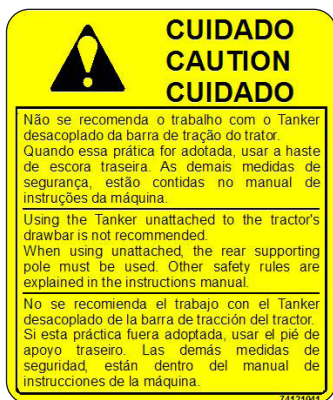 CUIDADO
CAUTION
CUIDADO
Não se recomenda o trabalho com o Tanker
desacoplado da barra de tração do trator.
Quando essa prática for adotada, usar a haste
de escora traseira. As demais medidas de
segurança, estão contidas no manual de
instruções da máquina.
Using the Tanker unattached to the tractor's
drawbar is not recommended.
When using unattached, the rear supporting
pole must be used. Other safety rules are
explained in the instructions manual.
No se recomienda el trabajo con el Tanker
desacoplado de la barra de tracción del tractor.
Si esta práctica fuera adoptada, usar el pié de
apoyo traseiro. Las demás medidas de
seguridad, están dentro del manual de
instrucciones de la máquina.
74121041